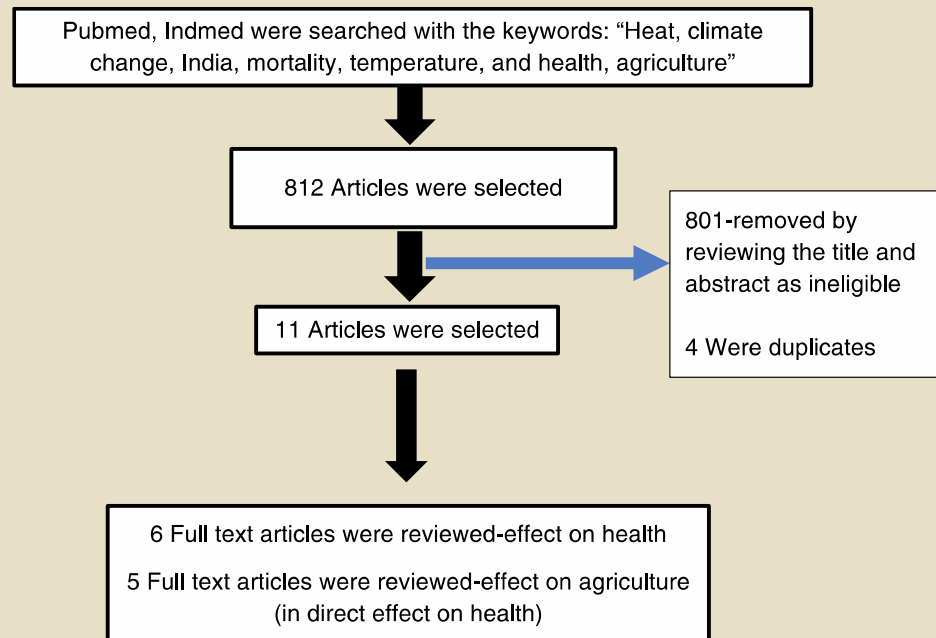 Pubmed, Indmed were searched with the keywords: “Heat, climate
change, India, mortality, temperature, and health, agriculture”
812 Articles were selected
801-removed by
reviewing the title and
abstract as ineligible
4 Were duplicates
11 Articles were selected
6 Full text articles were reviewed-effect on health
5 Full text articles were reviewed-effect on agriculture
(in direct effect on health)